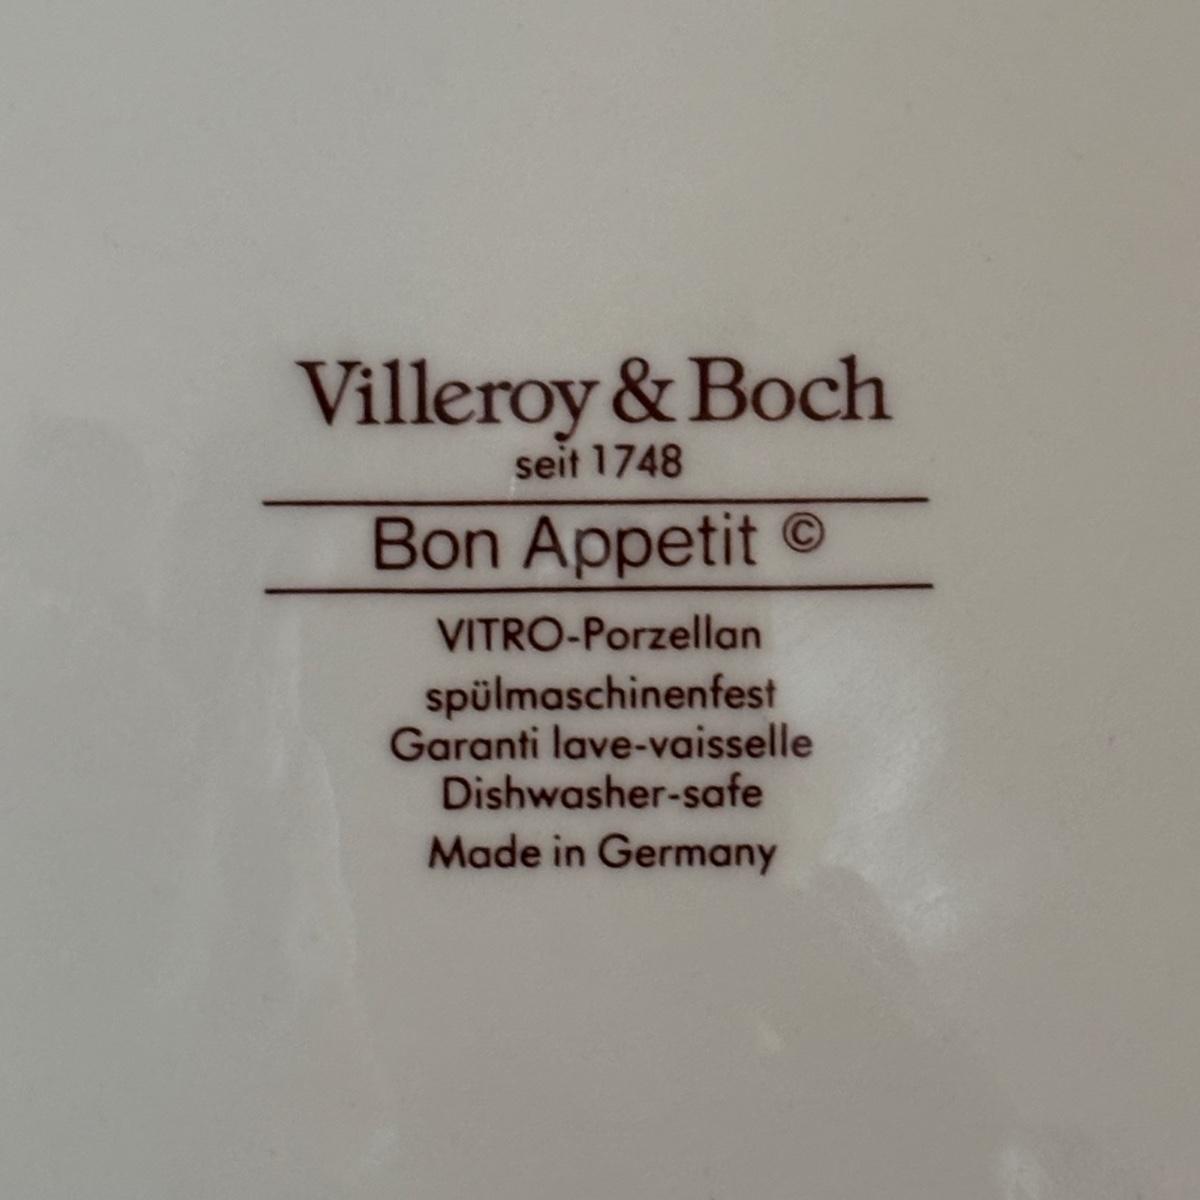 Villeroy & Boch
seit 1748
Bon Appetit ©
VITRO-Porzellan
spülmaschinenfest
Garanti lave-vaisselle
Dishwasher-safe
Made in Germany